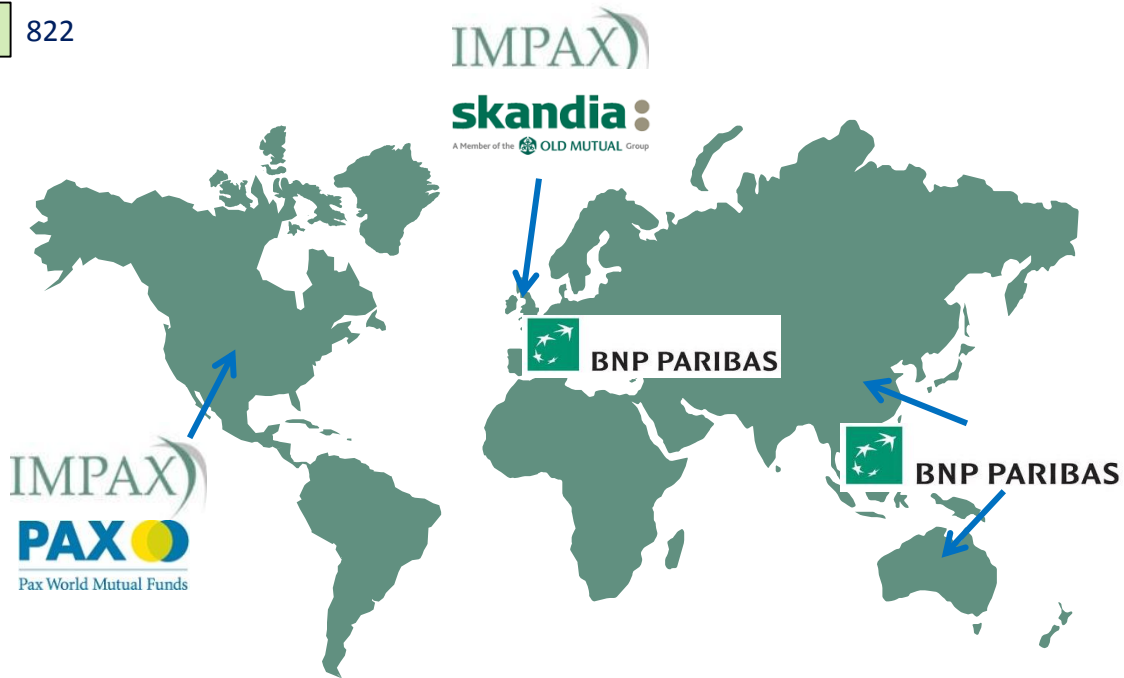 822
IMPAX
skandia:
A Member of the OLD MUTUAL Group
BNP PARIBAS
BNP PARIBAS
IMPAX
PAX
Pax World Mutual Funds